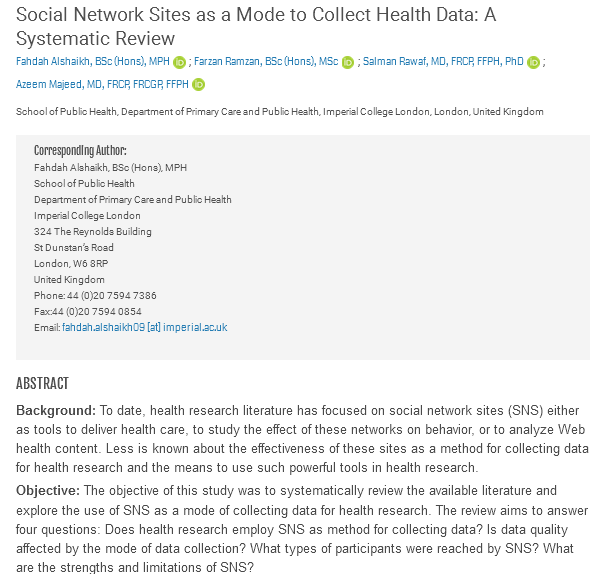 Social Network Sites as a Mode to Collect Health Data: A
Systematic Review
Fahdah Alshaikh, BSc (Hons), MPH iD ; Farzan Ramzan, BSc (Hons), MSc iD ; Salman Rawaf, MD, FRCP, FFPH, PhD iD ;
Azeem Majeed, MD, FRCP, FRCGP, FFPH iD
School of Public Health, Department of Primary Care and Public Health, Imperial College London, London, United Kingdom
Corresponding Author:
Fahdah Alshaikh, BSc (Hons), MPH
School of Public Health
Department of Primary Care and Public Health
Imperial College London
324 The Reynolds Building
St Dunstan's Road
London, W6 8RP
United Kingdom
Phone: 44 (0)20 7594 7386
Fax:44 (0)20 7594 0854
Email: fahdah.alshaikh09 [at] imperial.ac.uk
ABSTRACT
Background: To date, health research literature has focused on social network sites (SNS) either
as tools to deliver health care, to study the effect of these networks on behavior, or to analyze Web
health content. Less is known about the effectiveness of these sites as a method for collecting data
for health research and the means to use such powerful tools in health research.
Objective: The objective of this study was to systematically review the available literature and
explore the use of SNS as a mode of collecting data for health research. The review aims to answer
four questions: Does health research employ SNS as method for collecting data? Is data quality
affected by the mode of data collection? What types of participants were reached by SNS? What
are the strengths and limitations of SNS?